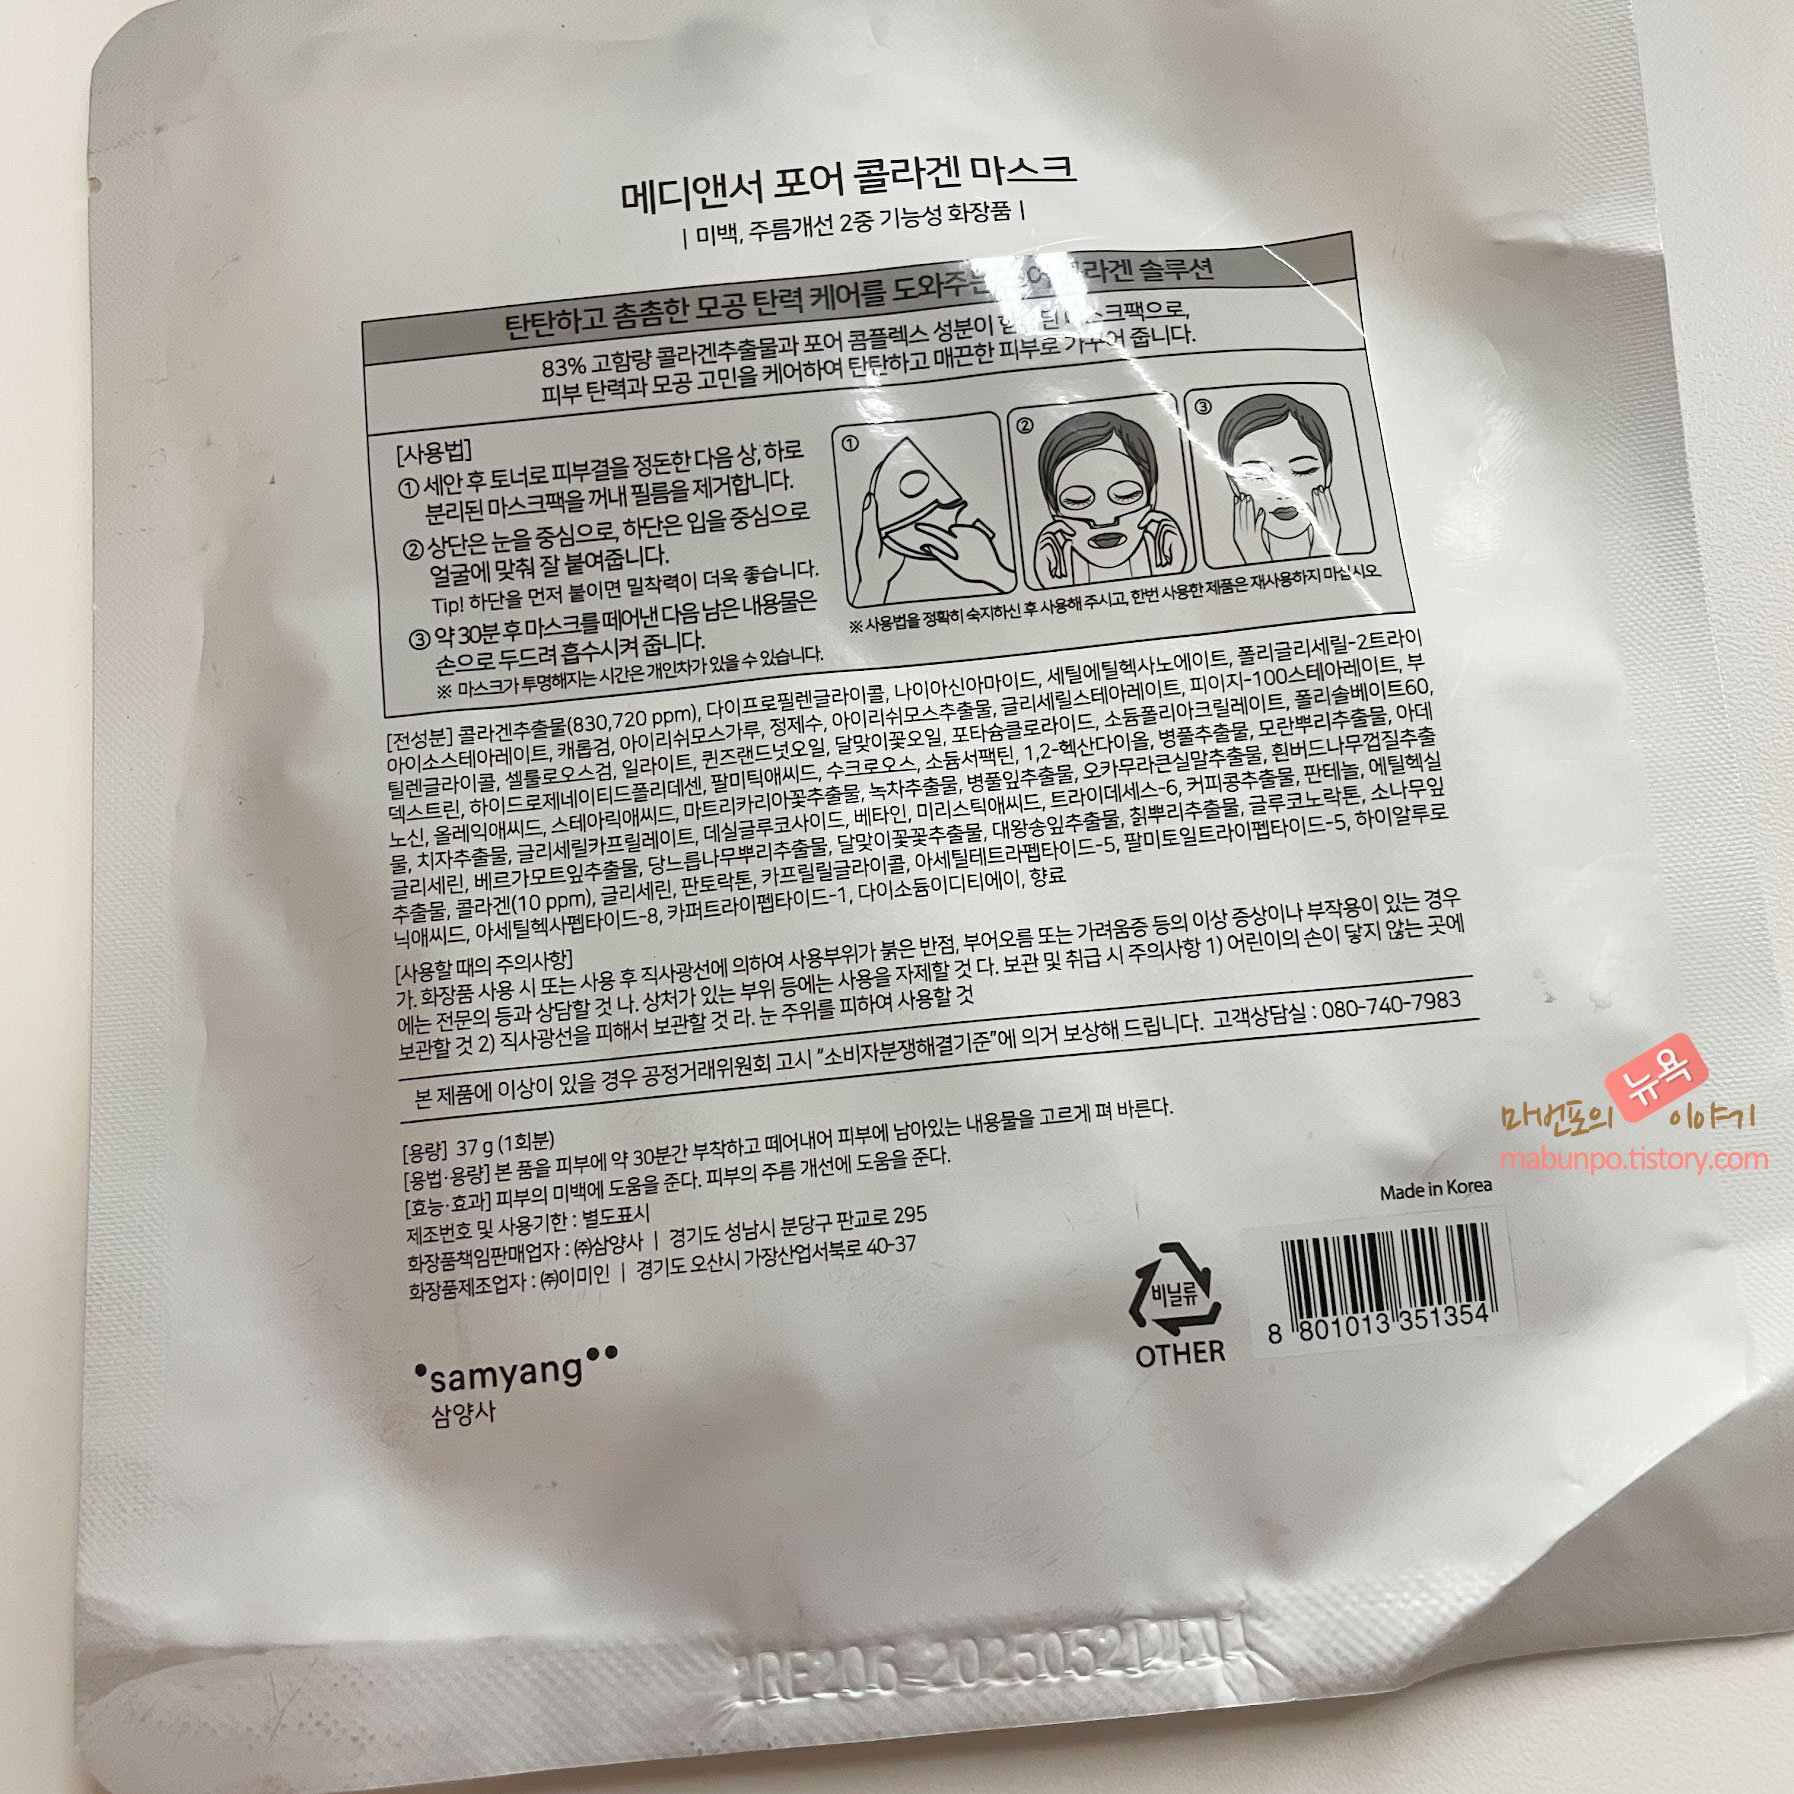 메디앤서 포어 콜라겐 마스크
| 미백, 주름개선 2중 기능성 화장품 |
탄탄하고 촘촘한 모공 탄력 케어를 도와주는 솔루션
83% 고함량 콜라겐추출물과 포어 콤플렉스 성분이
피부 탄력과 모공 고민을 케어하여 탄탄하고 매끈한 피부로 가꾸어 줍니다.
[사용법]
① 세안 후 토너로 피부결을 정돈한 다음 상, 하로
분리된 마스크팩을 꺼내 필름을 제거합니다.
② 상단은 눈을 중심으로, 하단은 입을 중심으로
얼굴에 맞춰 잘 붙여줍니다.
Tip! 하단을 먼저 붙이면 밀착력이 더욱 좋습니다.
③ 약 30분 후 마스크를 떼어낸 다음 남은 내용물은
손으로 두드려 흡수시켜 줍니다.
※ 마스크가 투명해지는 시간은 개인차가 있을 수 있습니다.
①
②
③
※ 사용법을 정확히 숙지하신 후 사용해 주시고, 한번 사용한 제품은 재사용하지 마십시오.
[전성분] 콜라겐추출물(830,720 ppm), 다이프로필렌글라이콜, 나이아신아마이드, 세틸에틸헥사노에이트, 폴리글리세릴-2트라이
아이소스테아레이트, 캐롭검, 아이리쉬모스가루, 정제수, 아이리쉬모스추출물, 글리세릴스테아레이트, 피이지-100스테아레이트, 부
틸렌글라이콜, 셀룰로오스검, 일라이트, 퀸즈랜드넛오일, 달맞이꽃오일, 포타슘클로라이드, 소듐폴리아크릴레이트, 폴리솔베이트60,
덱스트린, 하이드로제네이티드폴리데센, 팔미틱애씨드, 수크로오스, 소듐서팩틴, 1,2-헥산다이올, 병풀추출물, 모란뿌리추출물, 아데
노신, 올레익애씨드, 스테아릭애씨드, 마트리카리아꽃추출물, 녹차추출물, 병풀잎추출물, 오카무라큰실말추출물, 흰버드나무껍질추출
물, 치자추출물, 글리세릴카프릴레이트, 데실글루코사이드, 베타인, 미리스틱애씨드, 트라이데세스-6, 커피콩추출물, 판테놀, 에틸헥실
글리세린, 베르가모트잎추출물, 당느릅나무뿌리추출물, 달맞이꽃꽃추출물, 대왕송잎추출물, 칡뿌리추출물, 글루코노락톤, 소나무잎
추출물, 콜라겐(10 ppm), 글리세린, 판토락톤, 카프릴릴글라이콜, 아세틸테트라펩타이드-5, 팔미토일트라이펩타이드-5, 하이알루로
닉애씨드, 아세틸헥사펩타이드-8, 카퍼트라이펩타이드-1, 다이소듐이디티에이, 향료
[사용할 때의 주의사항]
가. 화장품 사용 시 또는 사용 후 직사광선에 의하여 사용부위가 붉은 반점, 부어오름 또는 가려움증 등의 이상 증상이나 부작용이 있는 경우
에는 전문의 등과 상담할 것 나. 상처가 있는 부위 등에는 사용을 자제할 것 다. 보관 및 취급 시 주의사항 1) 어린이의 손이 닿지 않는 곳에
보관할 것 2) 직사광선을 피해서 보관할 것 라. 눈 주위를 피하여 사용할 것
본 제품에 이상이 있을 경우 공정거래위원회 고시 “소비자분쟁해결기준”에 의거 보상해 드립니다. 고객상담실 : 080-740-7983
[용량] 37 g (1회분)
[용법·용량] 본 품을 피부에 약 30분간 부착하고 떼어내어 피부에 남아있는 내용물을 고르게 펴 바른다.
[효능·효과] 피부의 미백에 도움을 준다. 피부의 주름 개선에 도움을 준다.
제조번호 및 사용기한 : 별도표시
화장품책임판매업자 : ㈜삼양사 | 경기도 성남시 분당구 판교로 295
화장품제조업자 : ㈜이미인 | 경기도 오산시 가장산업서북로 40-37
마번포의 뉴욕 이야기
mabunpo.tistory.com
Made in Korea
비닐류
OTHER
8 801013 351354
samyang
삼양사
20250521까지